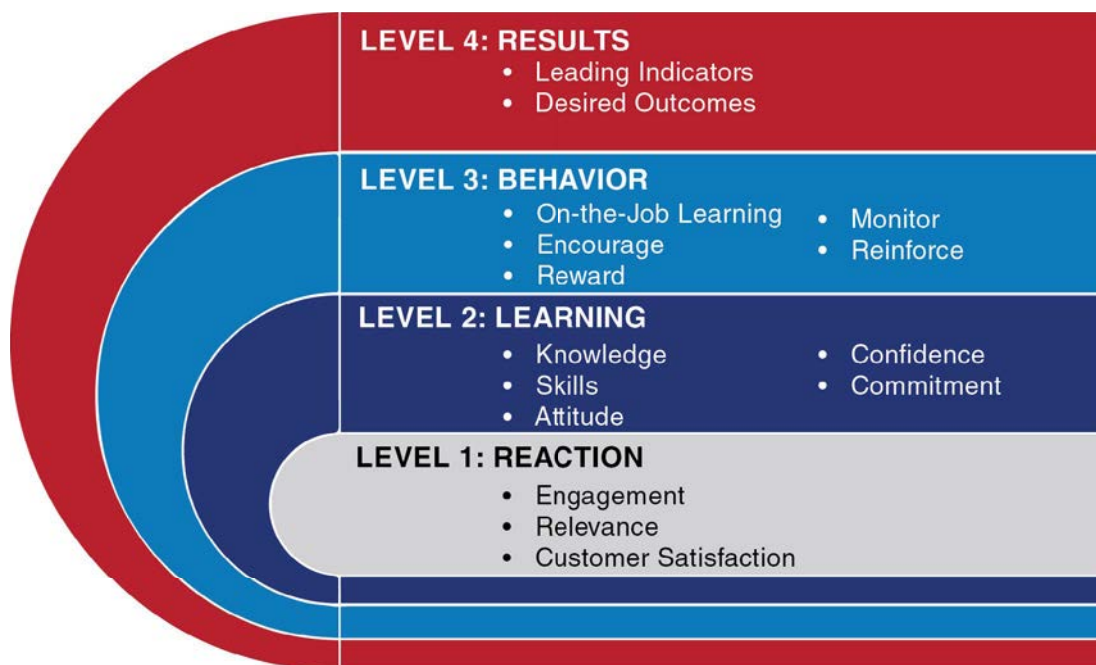 LEVEL 4: RESULTS
• Leading Indicators
• Desired Outcomes
LEVEL 3: BEHAVIOR
• On-the-Job Learning
• Encourage
• Reward
• Monitor
• Reinforce
LEVEL 2: LEARNING
• Knowledge
• Skills
• Attitude
• Confidence
• Commitment
LEVEL 1: REACTION
• Engagement
• Relevance
• Customer Satisfaction